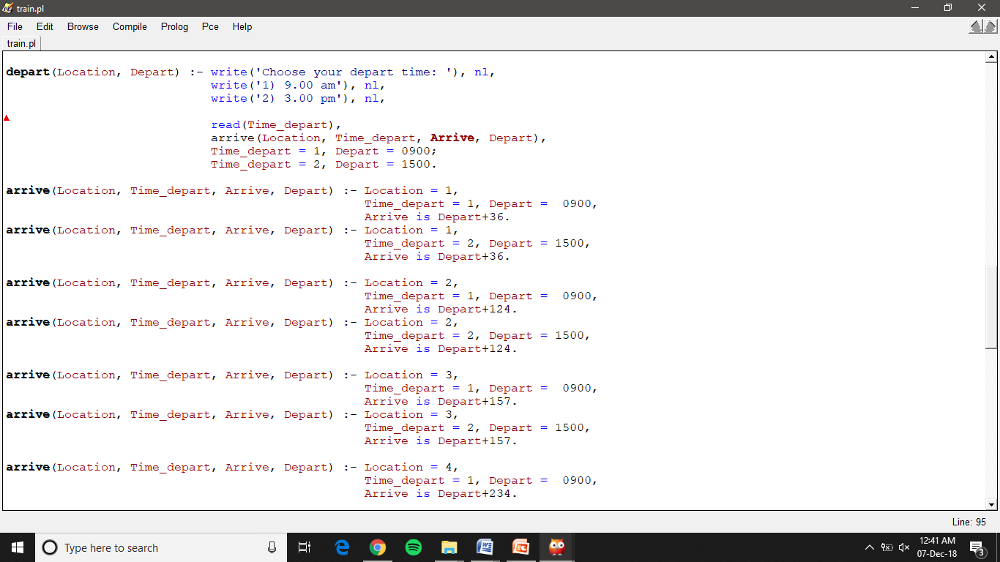 train.pl
File Edit Browse Compile Prolog Pce Help
train.pl
depart(Location, Depart) :- write('Choose your depart time: '), nl,
write('1) 9.00 am'), nl,
write('2) 3.00 pm'), nl,
read(Time_depart),
arrive(Location, Time_depart, Arrive, Depart),
Time_depart = 1, Depart = 0900;
Time_depart = 2, Depart = 1500.
arrive(Location, Time_depart, Arrive, Depart) :- Location = 1,
Time_depart = 1, Depart =  0900,
Arrive is Depart+36.
arrive(Location, Time_depart, Arrive, Depart) :- Location = 1,
Time_depart = 2, Depart = 1500,
Arrive is Depart+36.
arrive(Location, Time_depart, Arrive, Depart) :- Location = 2,
Time_depart = 1, Depart =  0900,
Arrive is Depart+124.
arrive(Location, Time_depart, Arrive, Depart) :- Location = 2,
Time_depart = 2, Depart = 1500,
Arrive is Depart+124.
arrive(Location, Time_depart, Arrive, Depart) :- Location = 3,
Time_depart = 1, Depart =  0900,
Arrive is Depart+157.
arrive(Location, Time_depart, Arrive, Depart) :- Location = 3,
Time_depart = 2, Depart = 1500,
Arrive is Depart+157.
arrive(Location, Time_depart, Arrive, Depart) :- Location = 4,
Time_depart = 1, Depart =  0900,
Arrive is Depart+234.
Line: 95
Type here to search
12:41 AM
07-Dec-18
3